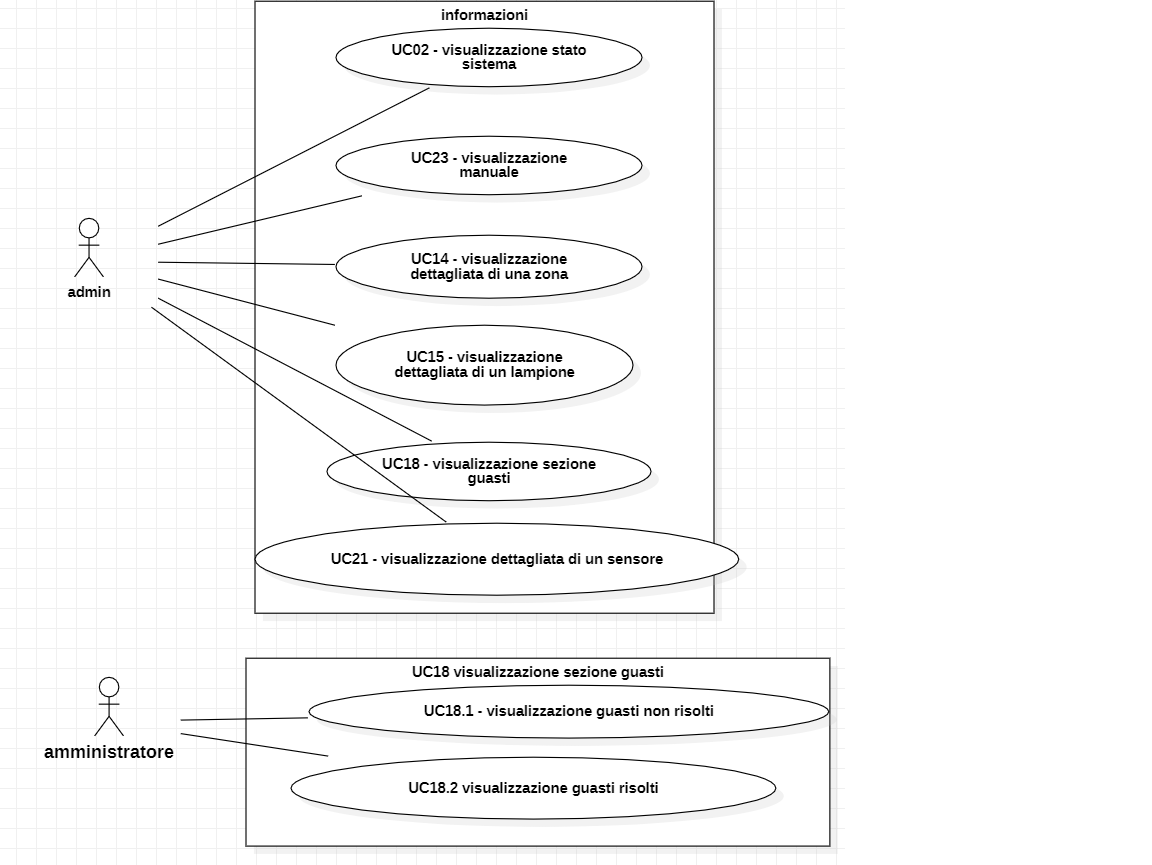 informazioni
UC02 - visualizzazione stato
sistema
UC23 - visualizzazione
manuale
admin
UC14 - visualizzazione
dettagliata di una zona
UC15 - visualizzazione
dettagliata di un lampione
UC18 - visualizzazione sezione
guasti
UC21 - visualizzazione dettagliata di un sensore
UC18 visualizzazione sezione guasti
UC18.1 - visualizzazione guasti non risolti
amministratore
UC18.2 visualizzazione guasti risolti